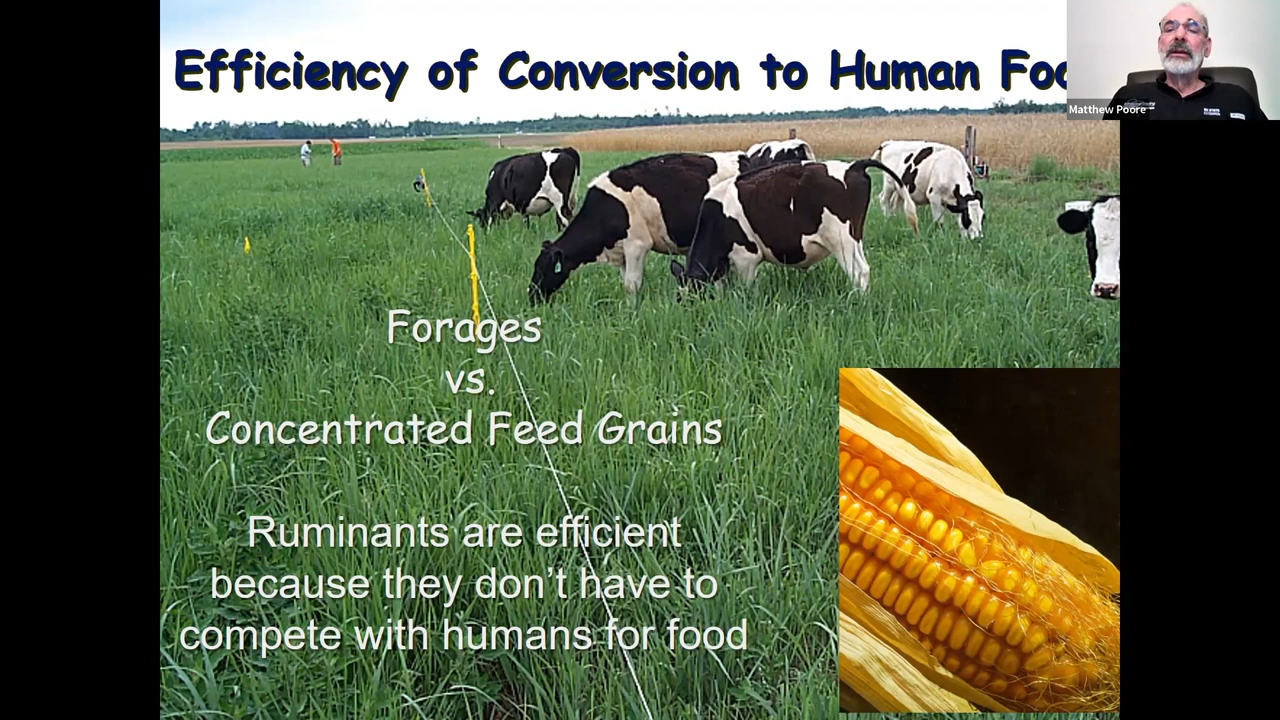 Efficiency of Conversion to Human Foo
Matthew Poore
Forages
vs.
Concentrated Feed Grains
Ruminants are efficient
because they don't have to
compete with humans for food